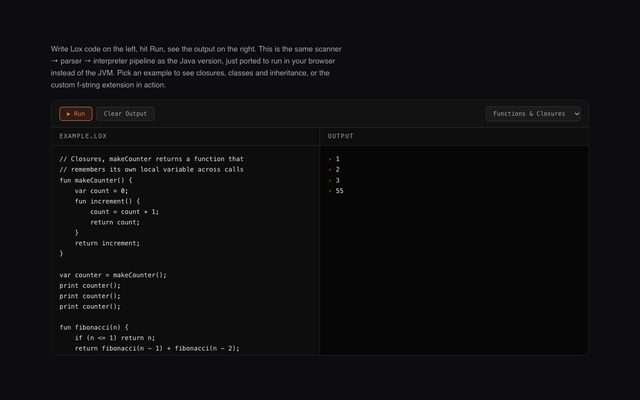 Write Lox code on the left, hit Run, see the output on the right. This is the same scanner
→ parser → interpreter pipeline as the Java version, just ported to run in your browser
instead of the JVM. Pick an example to see closures, classes and inheritance, or the
custom f-string extension in action.
▶ Run Clear Output Functions & Closures
EXAMPLE.LOX
// Closures, makeCounter returns a function that
// remembers its own local variable across calls
fun makeCounter() {
    var count = 0;
    fun increment() {
        count = count + 1;
        return count;
    }
    return increment;
}
var counter = makeCounter();
print counter();
print counter();
print counter();
fun fibonacci(n) {
    if (n <= 1) return n;
    return fibonacci(n - 1) + fibonacci(n - 2);
OUTPUT
› 1
› 2
› 3
› 55